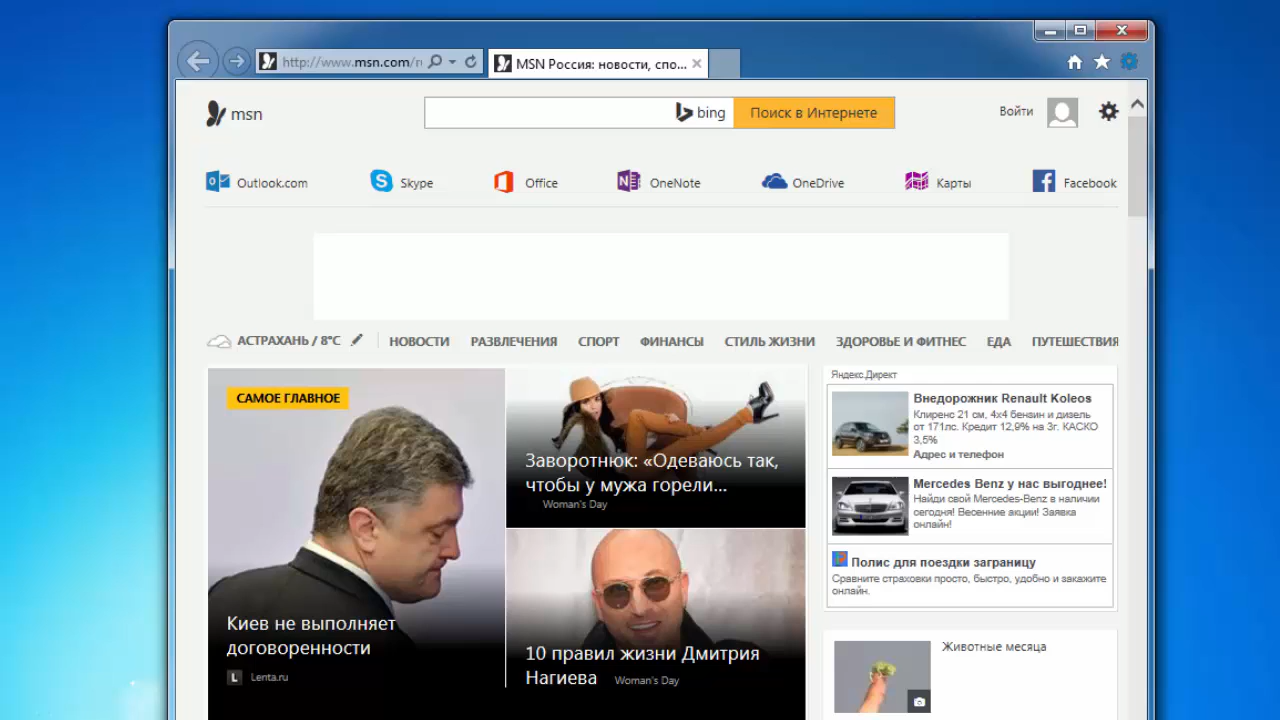 http://www.msn.com/r
MSN Россия: новости, спо...
msn
bing
Поиск в Интернете
Войти
Outlook.com
Skype
Office
OneNote
OneDrive
Карты
Facebook
АСТРАХАНЬ / 8°C
НОВОСТИ
РАЗВЛЕЧЕНИЯ
СПОРТ
ФИНАНСЫ
СТИЛЬ ЖИЗНИ
ЗДОРОВЬЕ И ФИТНЕС
ЕДА
ПУТЕШЕСТВИЯ
САМОЕ ГЛАВНОЕ
Киев не выполняет
договоренности
L Lenta.ru
Заворотнюк: «Одеваюсь так,
чтобы у мужа горели...
Woman's Day
10 правил жизни Дмитрия
Нагиева Woman's Day
Яндекс.Директ
Внедорожник Renault Koleos
Клиренс 21 см, 4x4 бензин и дизель
от 171лс. Кредит 12,9% на 3г. КАСКО
3,5%
Адрес и телефон
Mercedes Benz у нас выгоднее!
Найди свой Mercedes-Benz в наличии
сегодня! Весенние акции! Заявка
онлайн!
Полис для поездки заграницу
Сравните страховки просто, быстро, удобно и закажите
онлайн.
Животные месяца